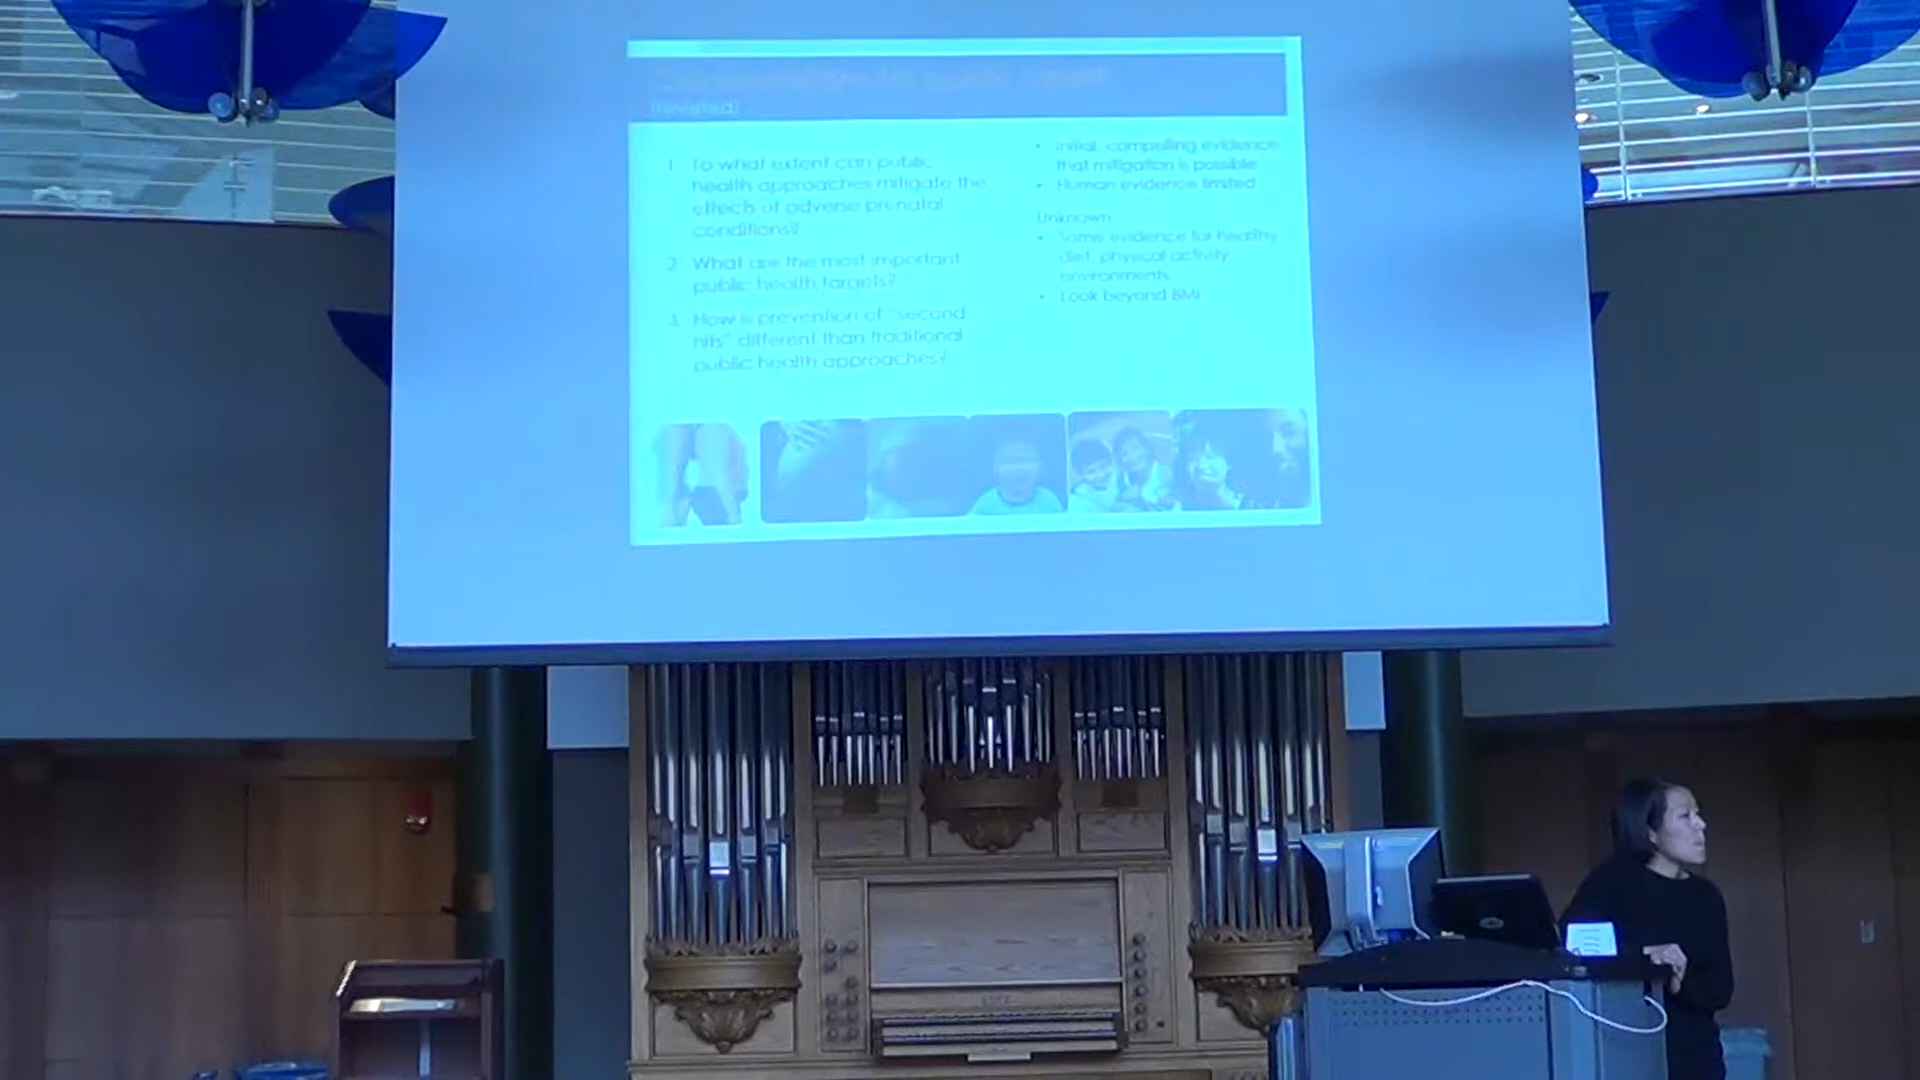 (revisited)
1. To what extent can public
health approaches mitigate the
effects of adverse prenatal
conditions?
2. What are the most important
public health targets?
3. How is prevention of "second
hits" different than traditional
public health approaches?
• Initial, compelling evidence
that mitigation is possible
• Human evidence limited
Unknown
• Some evidence for healthy
diet, physical activity
environments
• Look beyond BMI